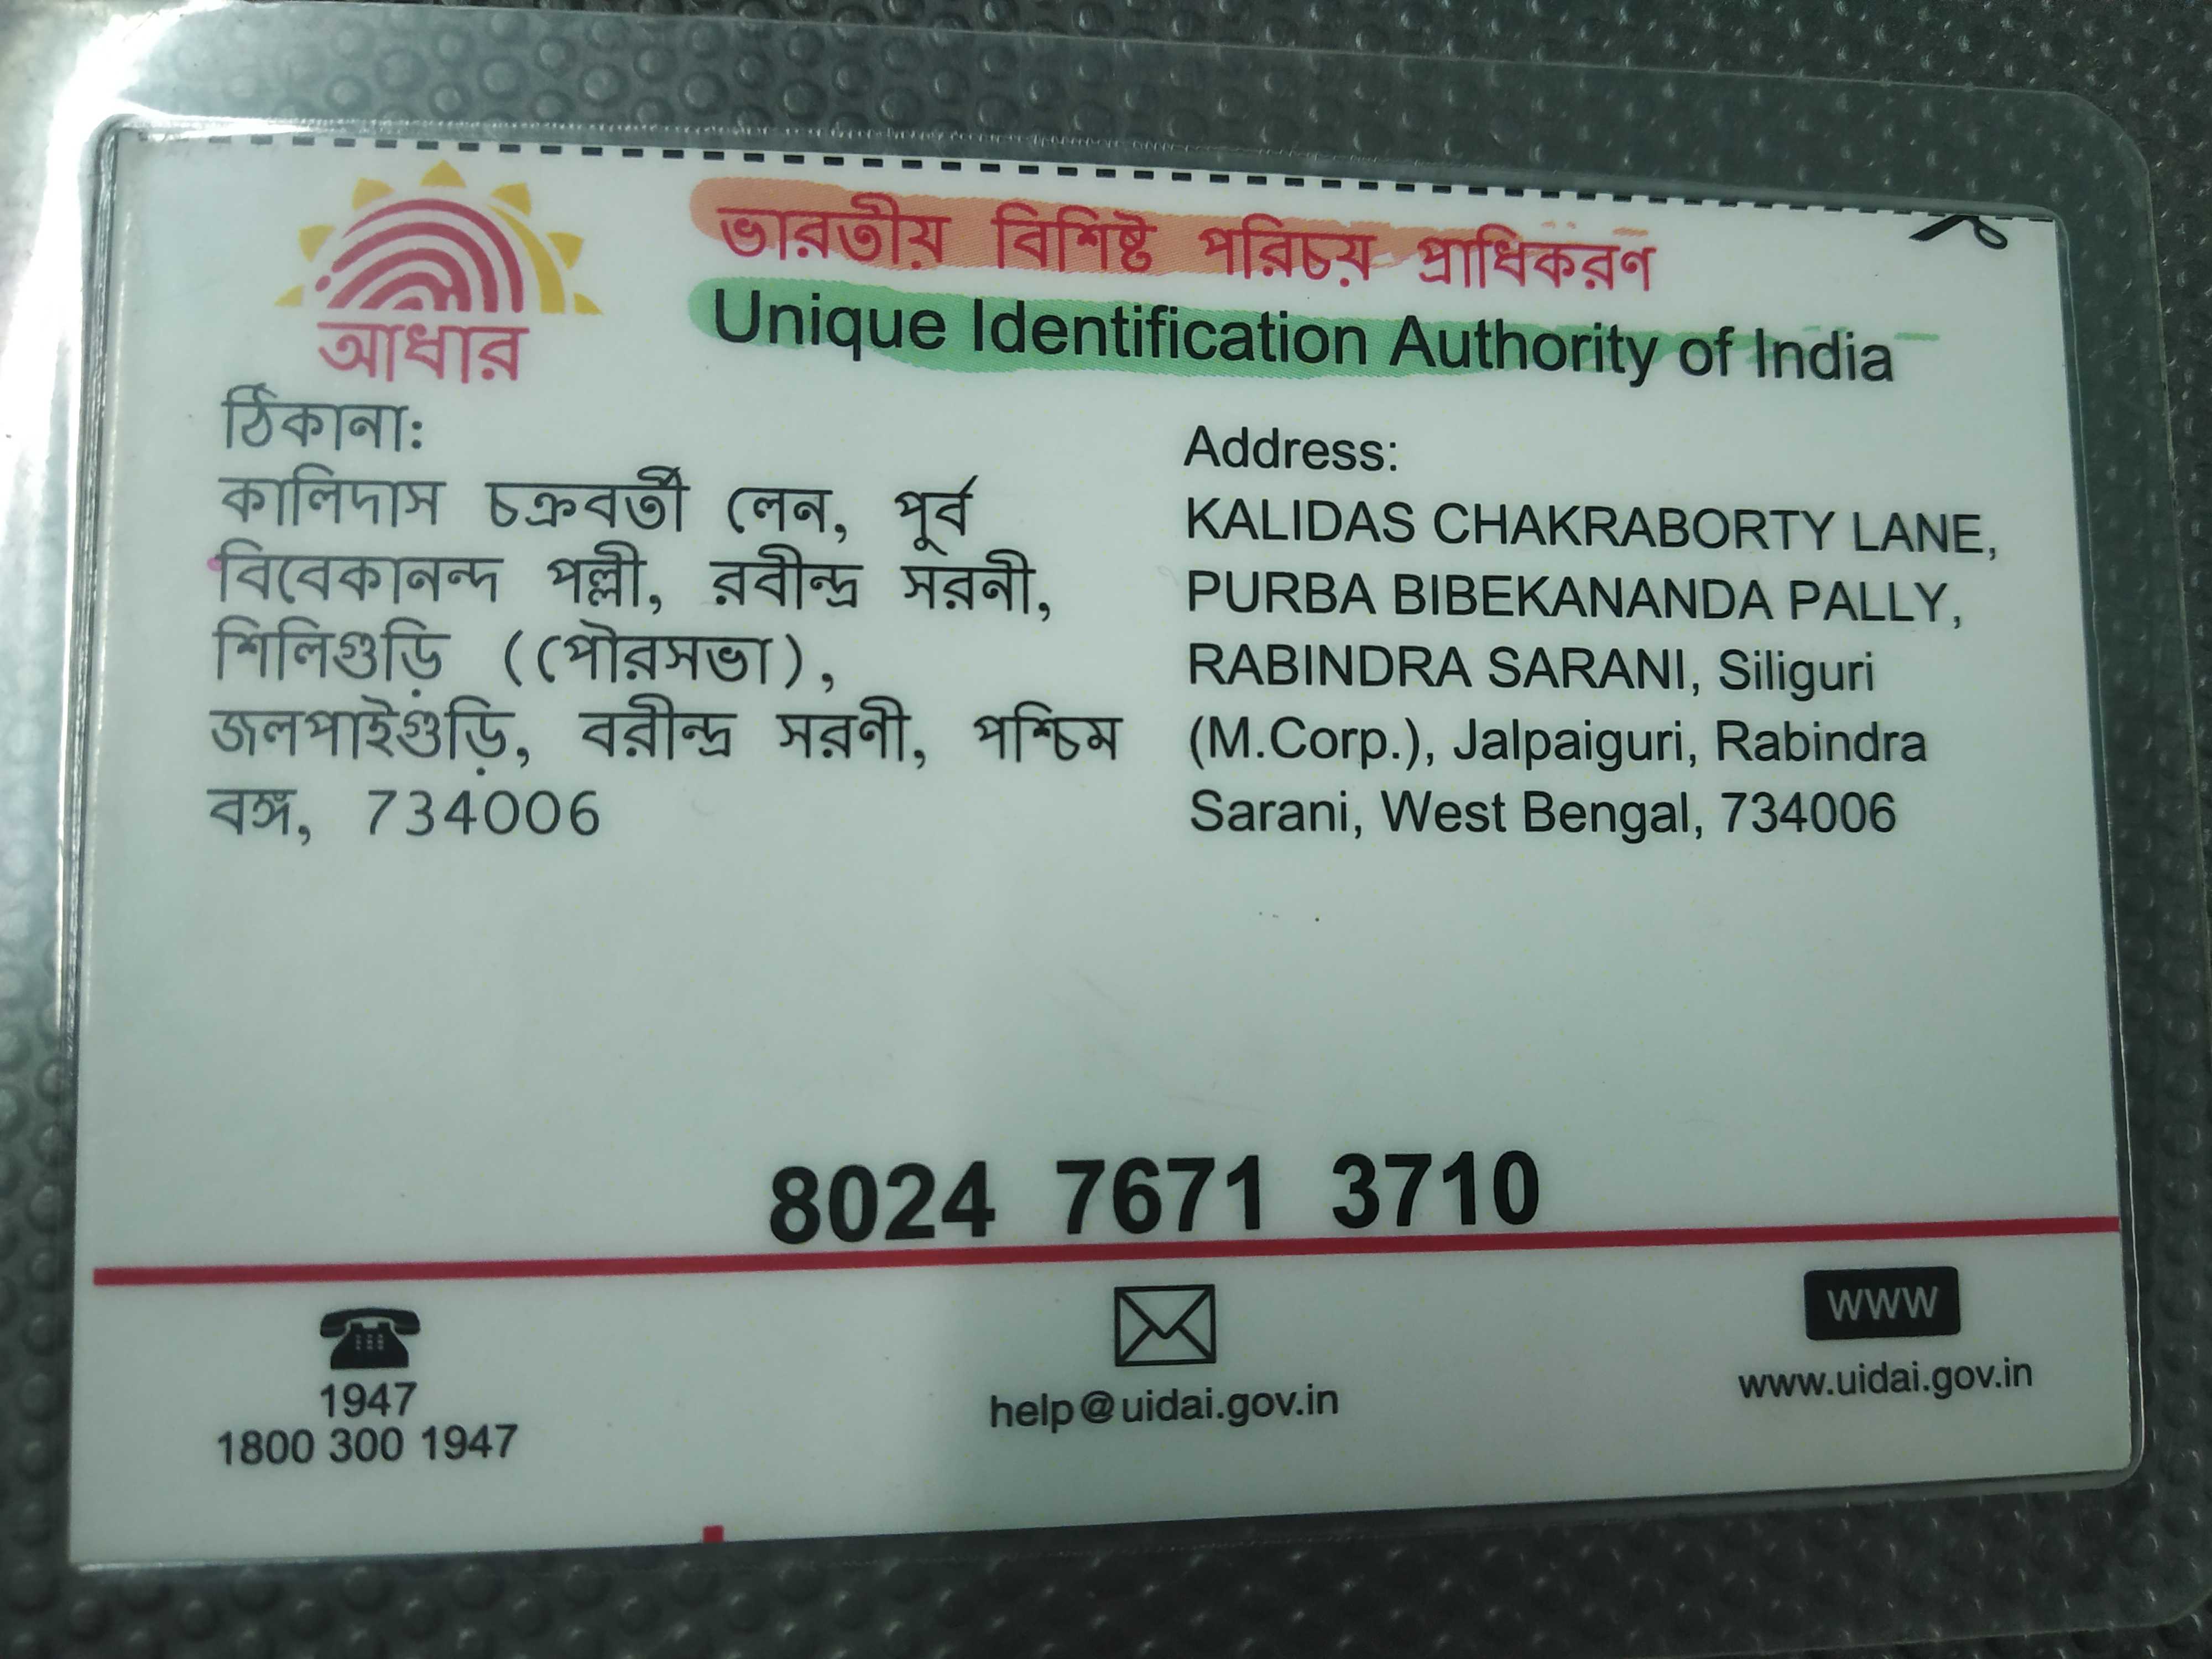 ভারতীয় বিশিষ্ট পরিচয় প্রাধিকরণ
Unique Identification Authority of India
আধার
ঠিকানা:
কালিদাস চক্রবর্তী লেন, পুর্ব
বিবেকানন্দ পল্লী, রবীন্দ্র সরনী,
শিলিগুড়ি (পৌরসভা),
জলপাইগুড়ি, বরীন্দ্র সরণী, পশ্চিম
বঙ্গ, 734006
Address:
KALIDAS CHAKRABORTY LANE,
PURBA BIBEKANANDA PALLY,
RABINDRA SARANI, Siliguri
(M.Corp.), Jalpaiguri, Rabindra
Sarani, West Bengal, 734006
8024 7671 3710
1947
1800 300 1947
help@uidai.gov.in
www
www.uidai.gov.in